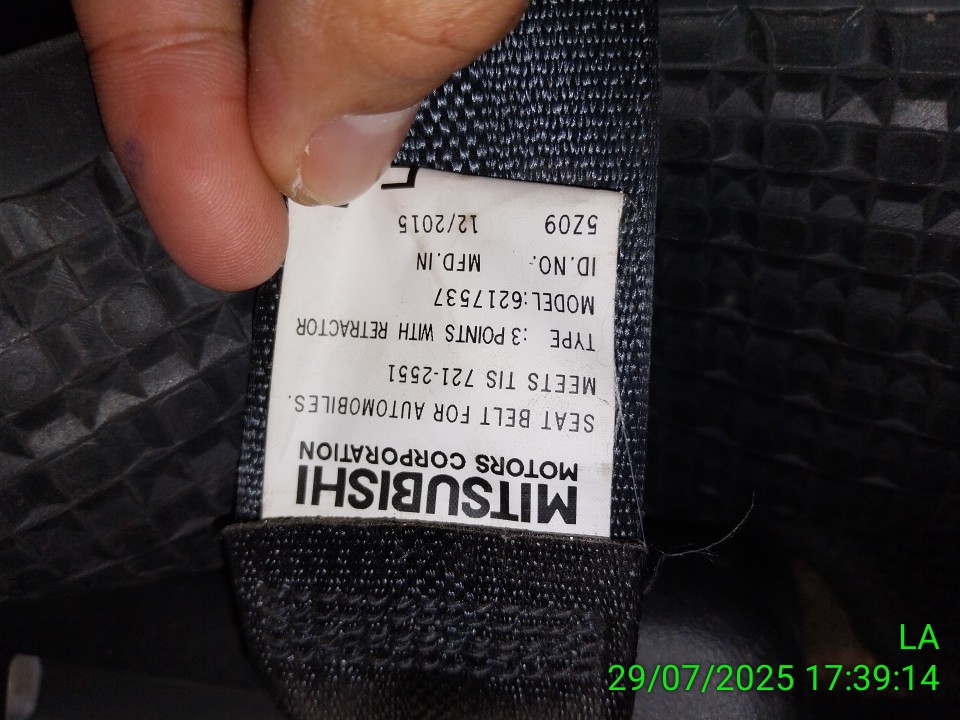 MITSUBISHI
MOTORS CORPORATION
SEAT BELT FOR AUTOMOBILES.
MEETS TIS 721-2551
TYPE :3 POINTS WITH RETRACTOR
MODEL:6217537
ID.NO. MFD.IN
5Z09 12/2015
LA
29/07/2025 17:39:14